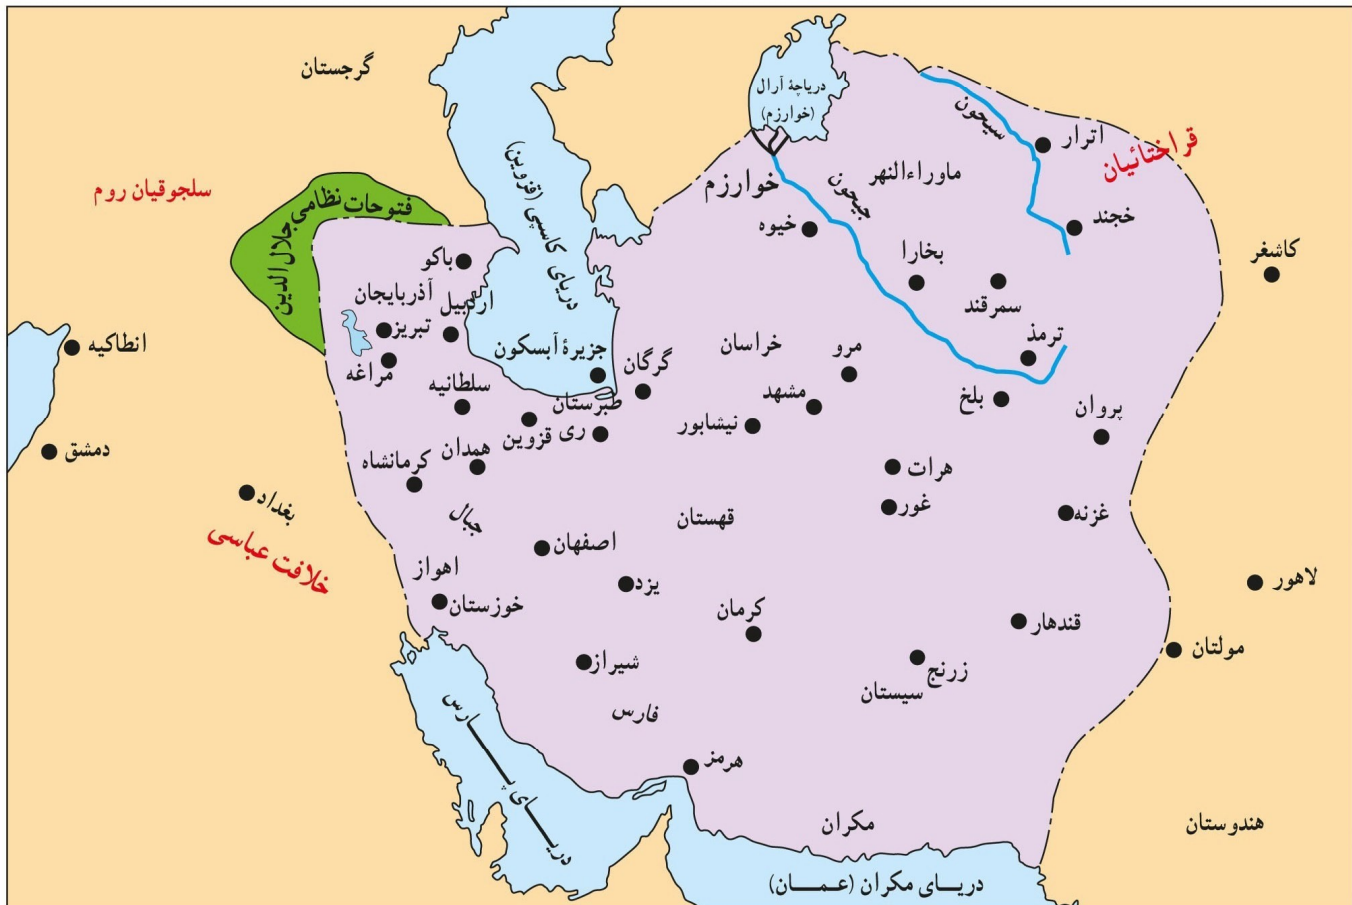 گرجستان
دریاچهٔ آرال
(خوارزم)
سیحون
اترار
قراختائیان
سلجوقیان روم
فتوحات نظامی جلال‌الدین
دریای کاسپی (قزوین)
خوارزم
جیحون
ماوراءالنهر
خجند
خیوه
کاشغر
باکو
بخارا
سمرقند
آذربایجان
اردبیل
تبریز
انطاکیه
مراغه
جزیرهٔ آبسکون
گرگان
خراسان
مرو
ترمذ
سلطانیه
طبرستان
مشهد
بلخ
پروان
نیشابور
ری
قزوین
همدان
دمشق
کرمانشاه
هرات
بغداد
جبال
قهستان
غور
غزنه
خلافت عباسی
اصفهان
اهواز
یزد
لاهور
خوزستان
کرمان
قندهار
مولتان
شیراز
زرنج
سیستان
فارس
دریای پارس
هرمز
مکران
هندوستان
دریـــای مکران (عـمـــان)